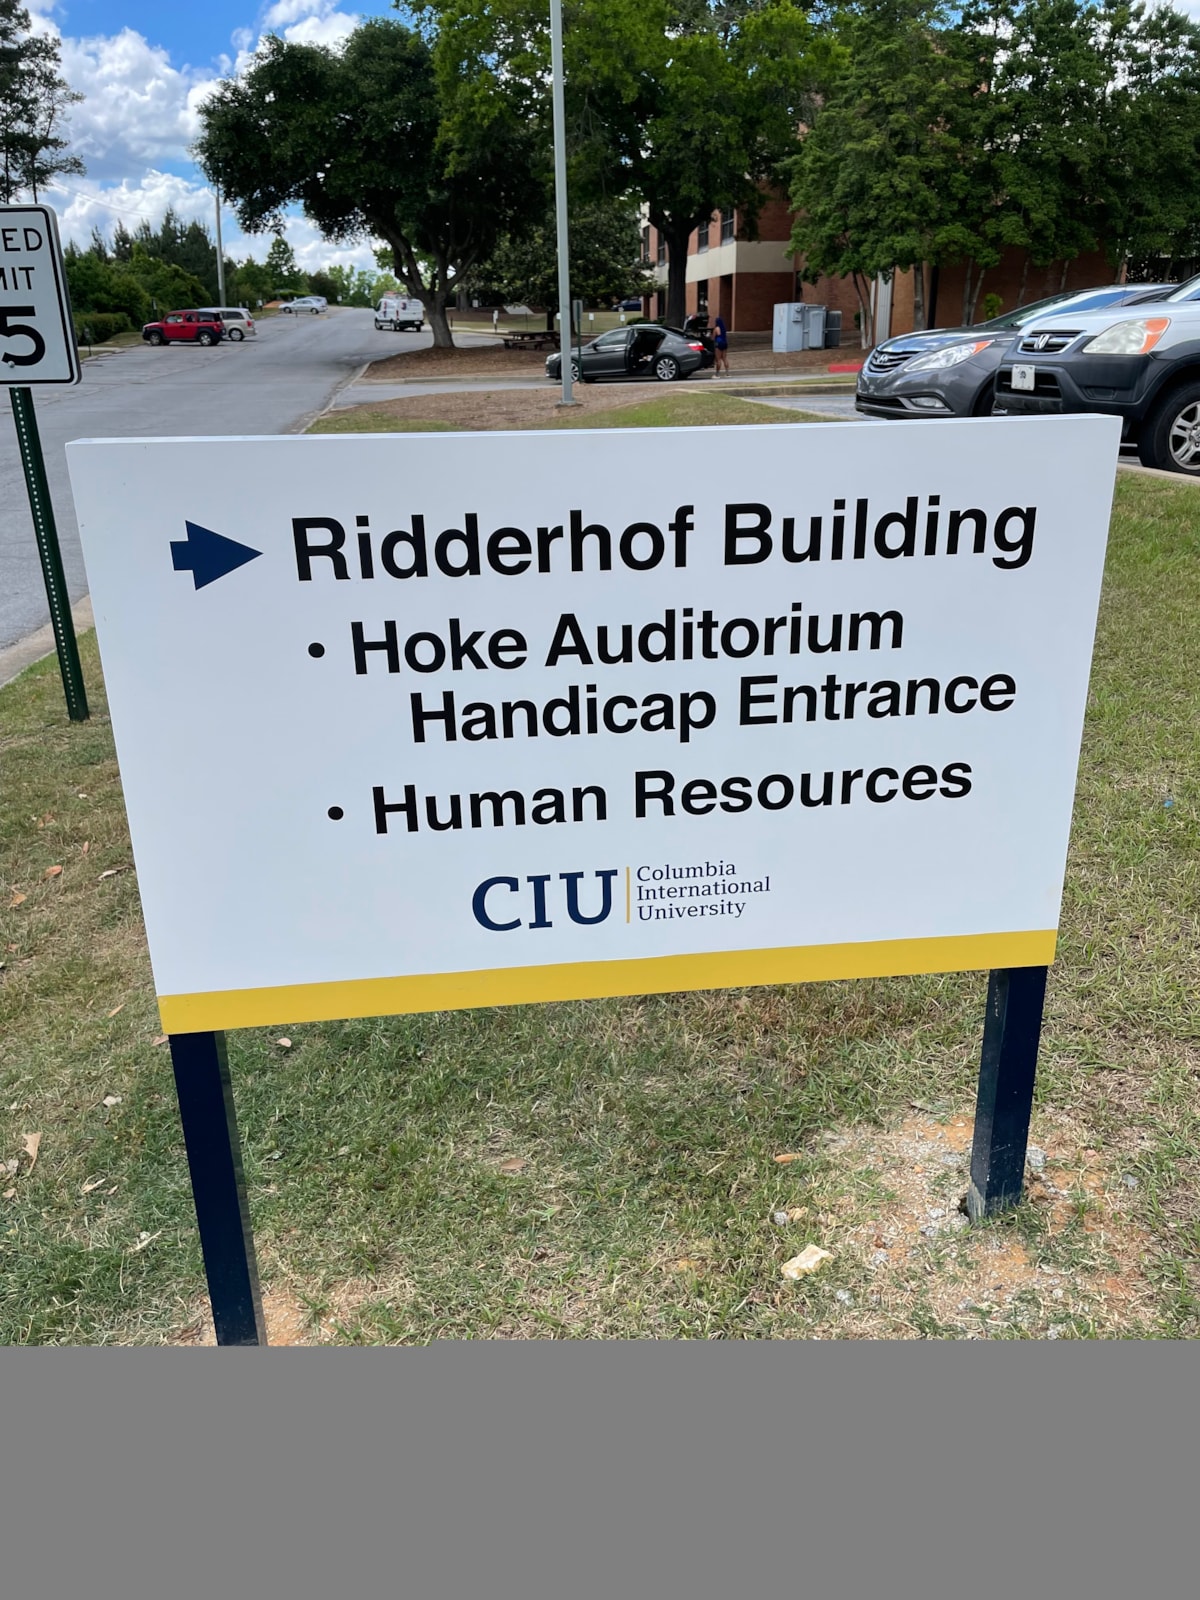 ED
MIT
5
Ridderhof Building
• Hoke Auditorium
Handicap Entrance
• Human Resources
CIU
Columbia
International
University